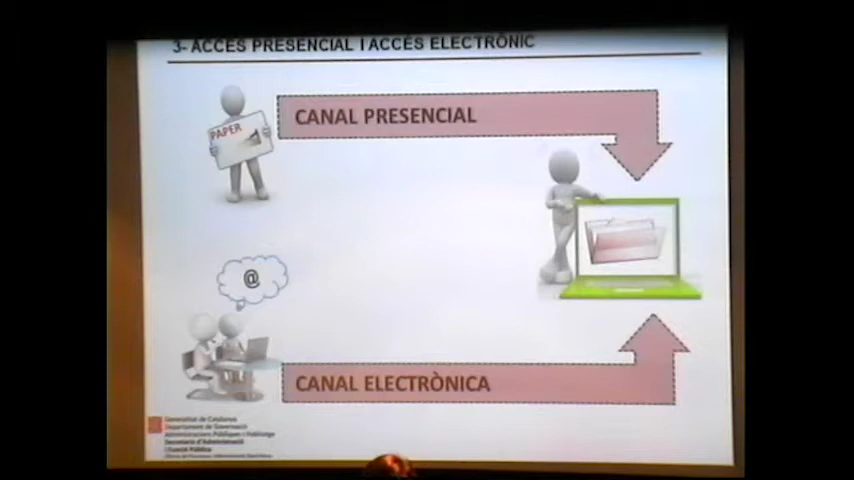 3- ACCÉS PRESENCIAL I ACCÉS ELECTRÒNIC
CANAL PRESENCIAL
PAPER
@
CANAL ELECTRÒNICA
Generalitat de Catalunya
Departament de Governació
i Administracions Públiques
Secretaria d'Administració
i Funció Pública